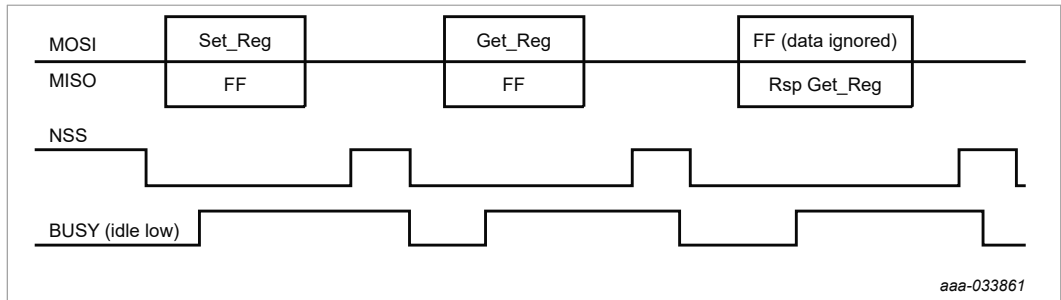 MOSI Set_Reg Get_Reg FF (data ignored)
MISO FF FF Rsp Get_Reg
NSS
BUSY (idle low)
aaa-033861